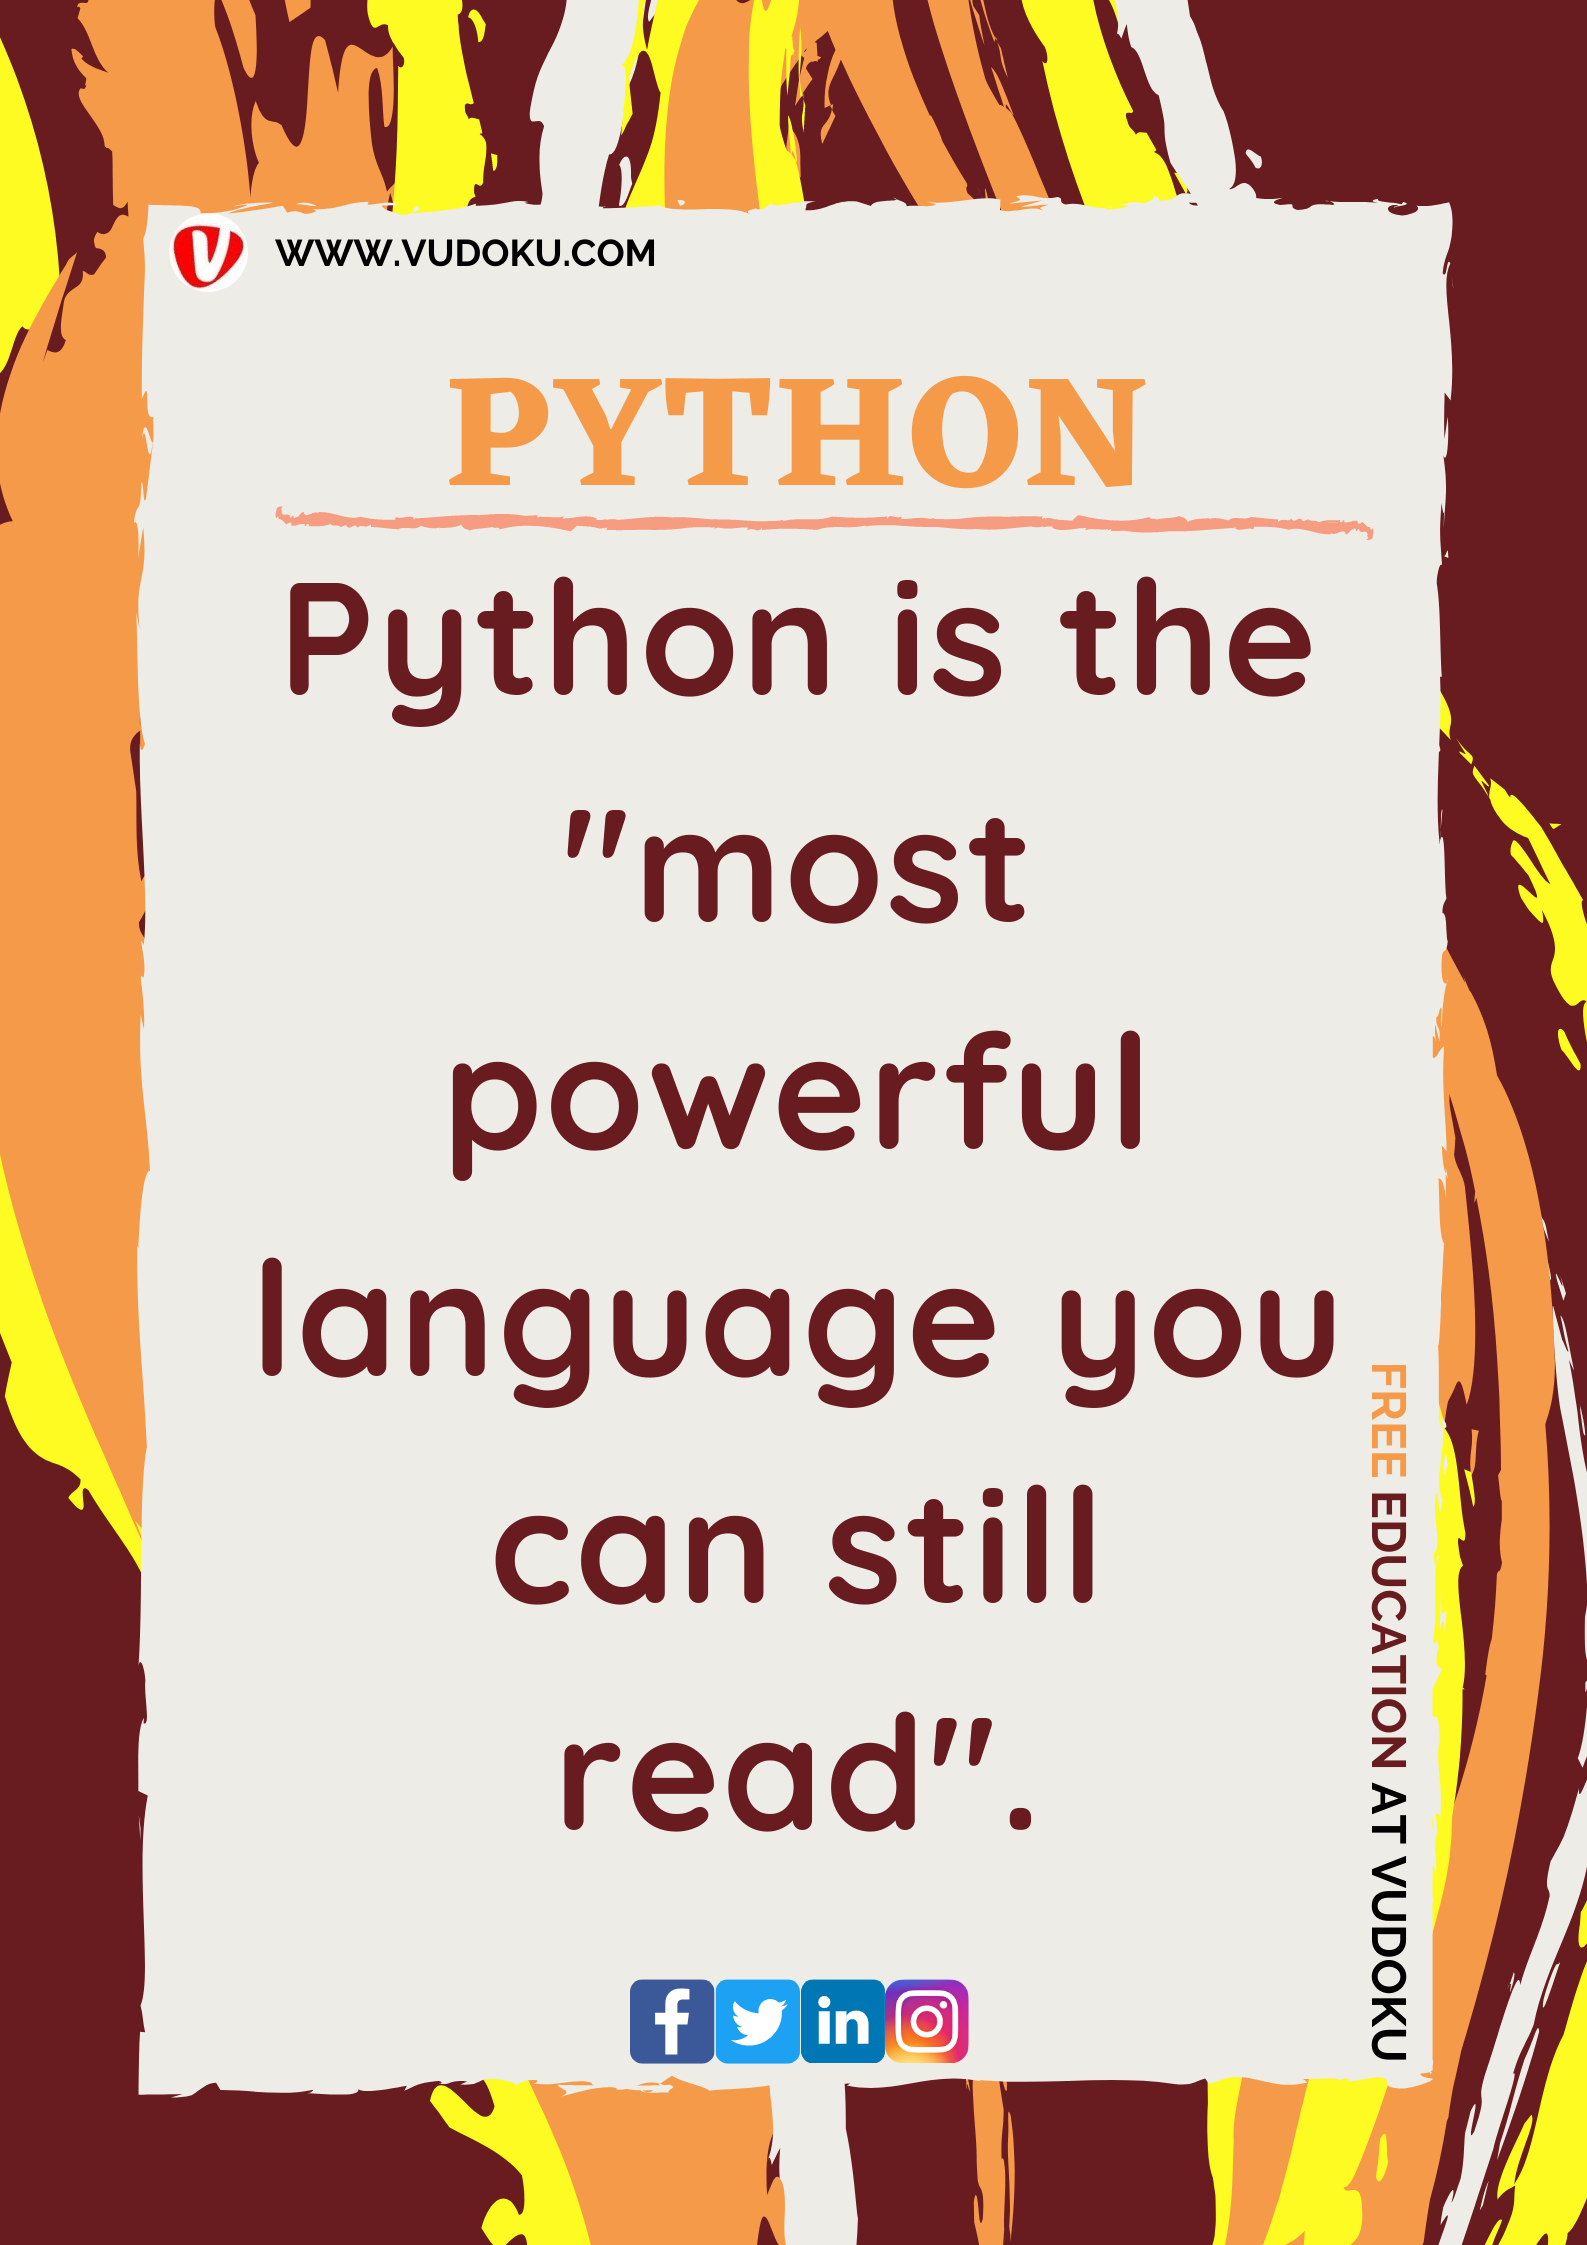 WWW.VUDOKU.COM
PYTHON
Python is the
"most
powerful
language you
can still
read".
FREE EDUCATION AT VUDOKU